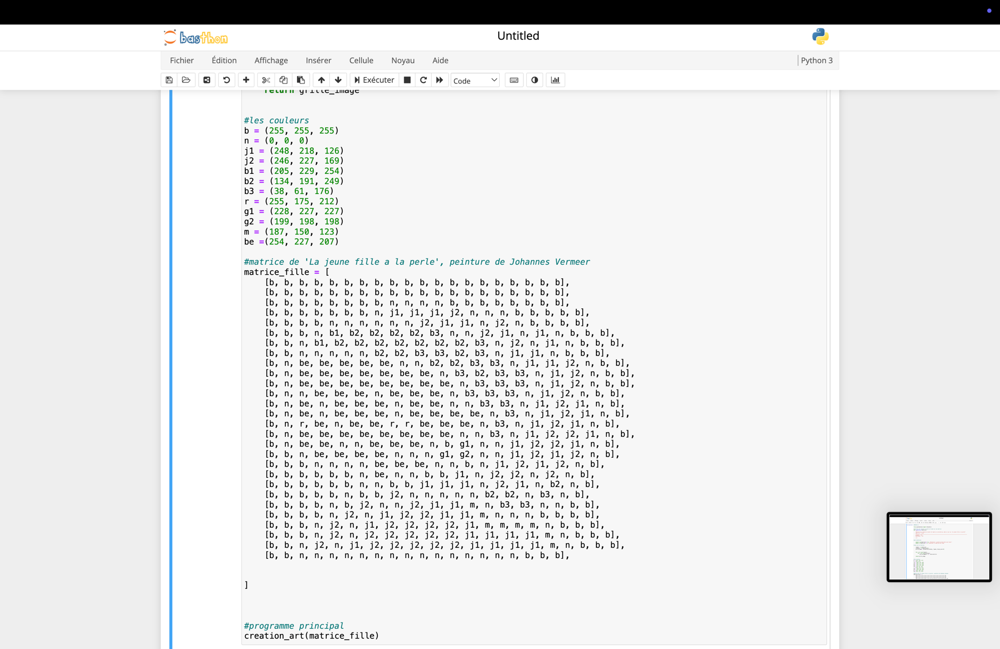 basthon
Untitled
Fichier Édition Affichage Insérer Cellule Noyau Aide Python 3
Exécuter Code
return grille_image
#les couleurs
b = (255, 255, 255)
n = (0, 0, 0)
j1 = (248, 218, 126)
j2 = (246, 227, 169)
b1 = (205, 229, 254)
b2 = (134, 191, 249)
b3 = (38, 61, 176)
r = (255, 175, 212)
g1 = (228, 227, 227)
g2 = (199, 198, 198)
m = (187, 150, 123)
be =(254, 227, 207)
#matrice de 'La jeune fille a la perle', peinture de Johannes Vermeer
matrice_fille = [
[b, b, b, b, b, b, b, b, b, b, b, b, b, b, b, b, b, b, b, b],
[b, b, b, b, b, b, b, b, b, b, b, b, b, b, b, b, b, b, b, b],
[b, b, b, b, b, b, b, b, n, n, n, n, b, b, b, b, b, b, b, b],
[b, b, b, b, b, b, b, n, j1, j1, j1, j2, n, n, n, b, b, b, b, b],
[b, b, b, b, n, n, n, n, n, n, j2, j1, j1, n, j2, n, b, b, b, b],
[b, b, b, n, b1, b2, b2, b2, b2, b3, n, n, j2, j1, n, j1, n, b, b, b],
[b, b, n, b1, b2, b2, b2, b2, b2, b2, b2, b3, n, j2, n, j1, n, b, b, b],
[b, b, n, n, n, n, n, b2, b2, b3, b3, b2, b3, n, j1, j1, n, b, b, b],
[b, n, be, be, be, be, be, n, n, b2, b2, b3, b3, n, j1, j1, j2, n, b, b],
[b, n, be, be, be, be, be, be, be, n, b3, b2, b3, b3, n, j1, j2, n, b, b],
[b, n, be, be, be, be, be, be, be, be, n, b3, b3, b3, n, j1, j2, n, b, b],
[b, n, n, be, be, be, n, be, be, be, n, b3, b3, b3, n, j1, j2, n, b, b],
[b, n, be, n, be, be, be, n, be, be, n, n, b3, b3, n, j1, j2, j1, n, b],
[b, n, be, n, be, be, be, n, be, be, be, be, n, b3, n, j1, j2, j1, n, b],
[b, n, r, be, n, be, be, r, r, be, be, be, n, b3, n, j1, j2, j1, n, b],
[b, n, be, be, be, be, be, be, be, be, n, n, b3, n, j1, j2, j2, j1, n, b],
[b, n, be, be, n, n, be, be, be, n, b, g1, n, n, j1, j2, j2, j1, n, b],
[b, b, n, be, be, be, be, n, n, n, g1, g2, n, n, j1, j2, j1, j2, n, b],
[b, b, b, n, n, n, n, be, be, be, n, n, b, n, j1, j2, j1, j2, n, b],
[b, b, b, b, b, b, n, be, n, n, b, b, j1, n, j2, j2, n, j2, n, b],
[b, b, b, b, b, b, n, n, b, b, j1, j1, j1, n, j2, j1, n, b2, n, b],
[b, b, b, b, b, n, b, b, j2, n, n, n, n, n, b2, b2, n, b3, n, b],
[b, b, b, b, n, b, j2, n, n, j2, j1, j1, m, n, b3, b3, n, n, b, b],
[b, b, b, b, n, j2, n, j1, j2, j2, j1, j1, m, n, n, n, b, b, b, b],
[b, b, b, n, j2, n, j1, j2, j2, j2, j2, j1, m, m, m, m, n, b, b, b],
[b, b, b, n, j2, n, j2, j2, j2, j2, j2, j1, j1, j1, j1, m, n, b, b, b],
[b, b, n, j2, n, j1, j2, j2, j2, j2, j2, j1, j1, j1, j1, m, n, b, b, b],
[b, b, n, n, n, n, n, n, n, n, n, n, n, n, n, n, n, b, b, b],
]
#programme principal
creation_art(matrice_fille)